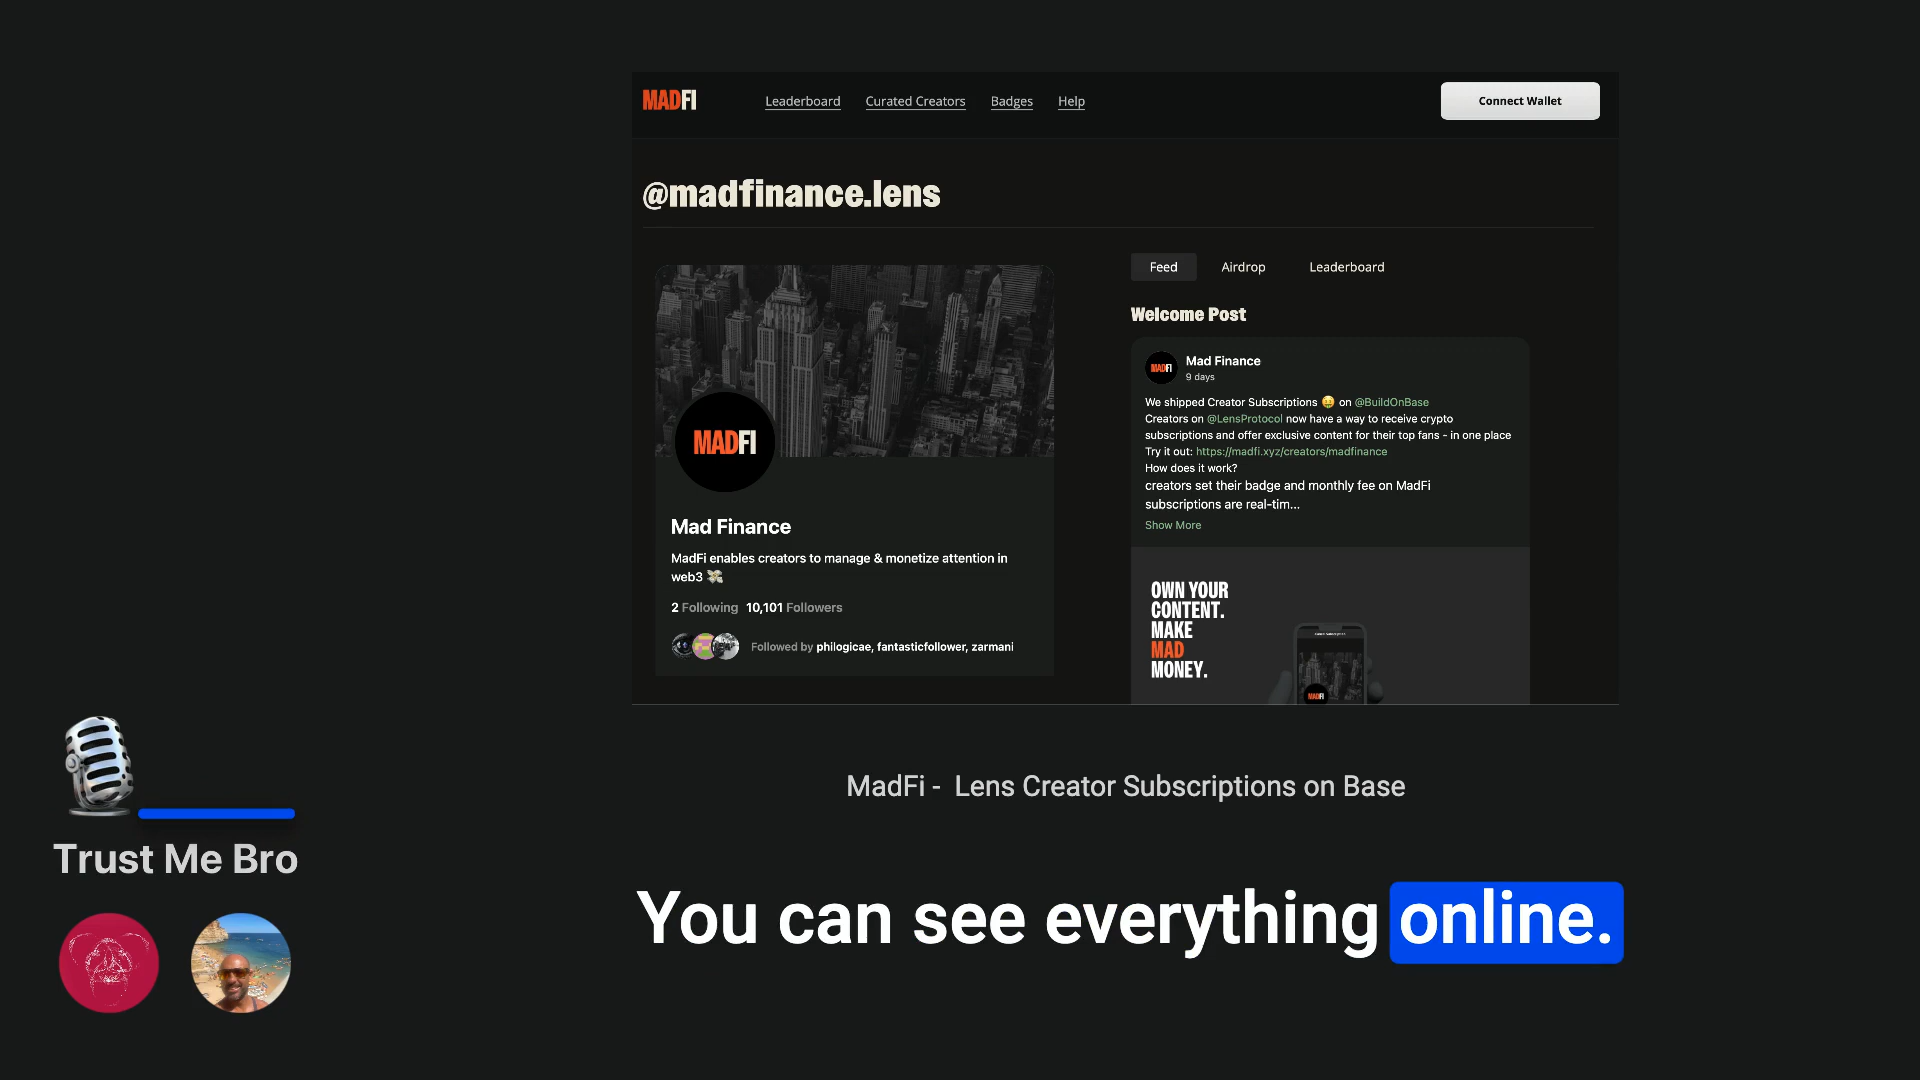 MADFI
Leaderboard
Curated Creators
Badges
Help
Connect Wallet
@madfinance.lens
MADFI
Mad Finance
MadFi enables creators to manage & monetize attention in
web3 💸
2 Following 10,101 Followers
Followed by philogicae, fantasticfollower, zarmani
Feed
Airdrop
Leaderboard
Welcome Post
MADFI
Mad Finance
9 days
We shipped Creator Subscriptions 🤑 on @BuildOnBase
Creators on @LensProtocol now have a way to receive crypto
subscriptions and offer exclusive content for their top fans - in one place
Try it out: https://madfi.xyz/creators/madfinance
How does it work?
creators set their badge and monthly fee on MadFi
subscriptions are real-tim...
Show More
OWN YOUR
CONTENT.
MAKE
MAD
MONEY.
MADFI
MadFi - Lens Creator Subscriptions on Base
Trust Me Bro
You can see everything online.